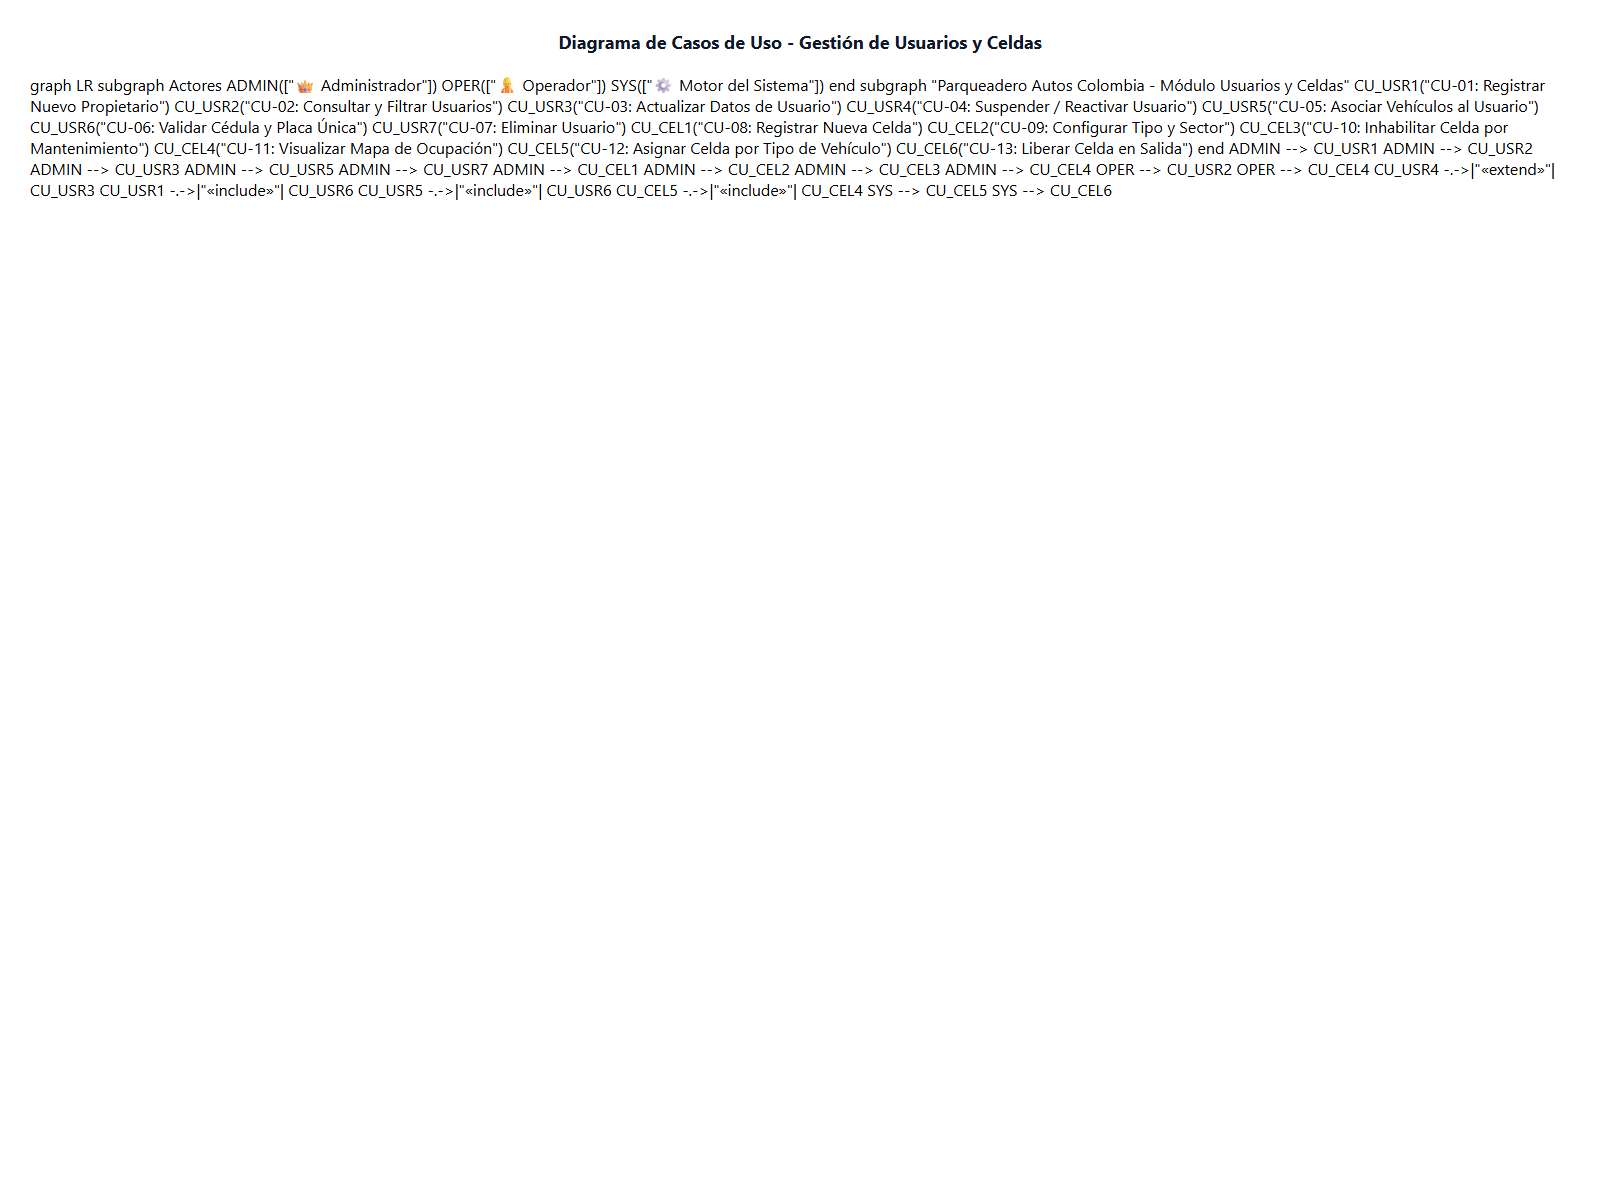 Diagrama de Casos de Uso - Gestión de Usuarios y Celdas
graph LR subgraph Actores ADMIN(["👑 Administrador"]) OPER(["👷 Operador"]) SYS(["⚙️ Motor del Sistema"]) end subgraph "Parqueadero Autos Colombia - Módulo Usuarios y Celdas" CU_USR1("CU-01: Registrar
Nuevo Propietario") CU_USR2("CU-02: Consultar y Filtrar Usuarios") CU_USR3("CU-03: Actualizar Datos de Usuario") CU_USR4("CU-04: Suspender / Reactivar Usuario") CU_USR5("CU-05: Asociar Vehículos al Usuario")
CU_USR6("CU-06: Validar Cédula y Placa Única") CU_USR7("CU-07: Eliminar Usuario") CU_CEL1("CU-08: Registrar Nueva Celda") CU_CEL2("CU-09: Configurar Tipo y Sector") CU_CEL3("CU-10: Inhabilitar Celda por
Mantenimiento") CU_CEL4("CU-11: Visualizar Mapa de Ocupación") CU_CEL5("CU-12: Asignar Celda por Tipo de Vehículo") CU_CEL6("CU-13: Liberar Celda en Salida") end ADMIN --> CU_USR1 ADMIN --> CU_USR2
ADMIN --> CU_USR3 ADMIN --> CU_USR5 ADMIN --> CU_USR7 ADMIN --> CU_CEL1 ADMIN --> CU_CEL2 ADMIN --> CU_CEL3 ADMIN --> CU_CEL4 OPER --> CU_USR2 OPER --> CU_CEL4 CU_USR4 -.->|"«extend»"|
CU_USR3 CU_USR1 -.->|"«include»"| CU_USR6 CU_USR5 -.->|"«include»"| CU_USR6 CU_CEL5 -.->|"«include»"| CU_CEL4 SYS --> CU_CEL5 SYS --> CU_CEL6